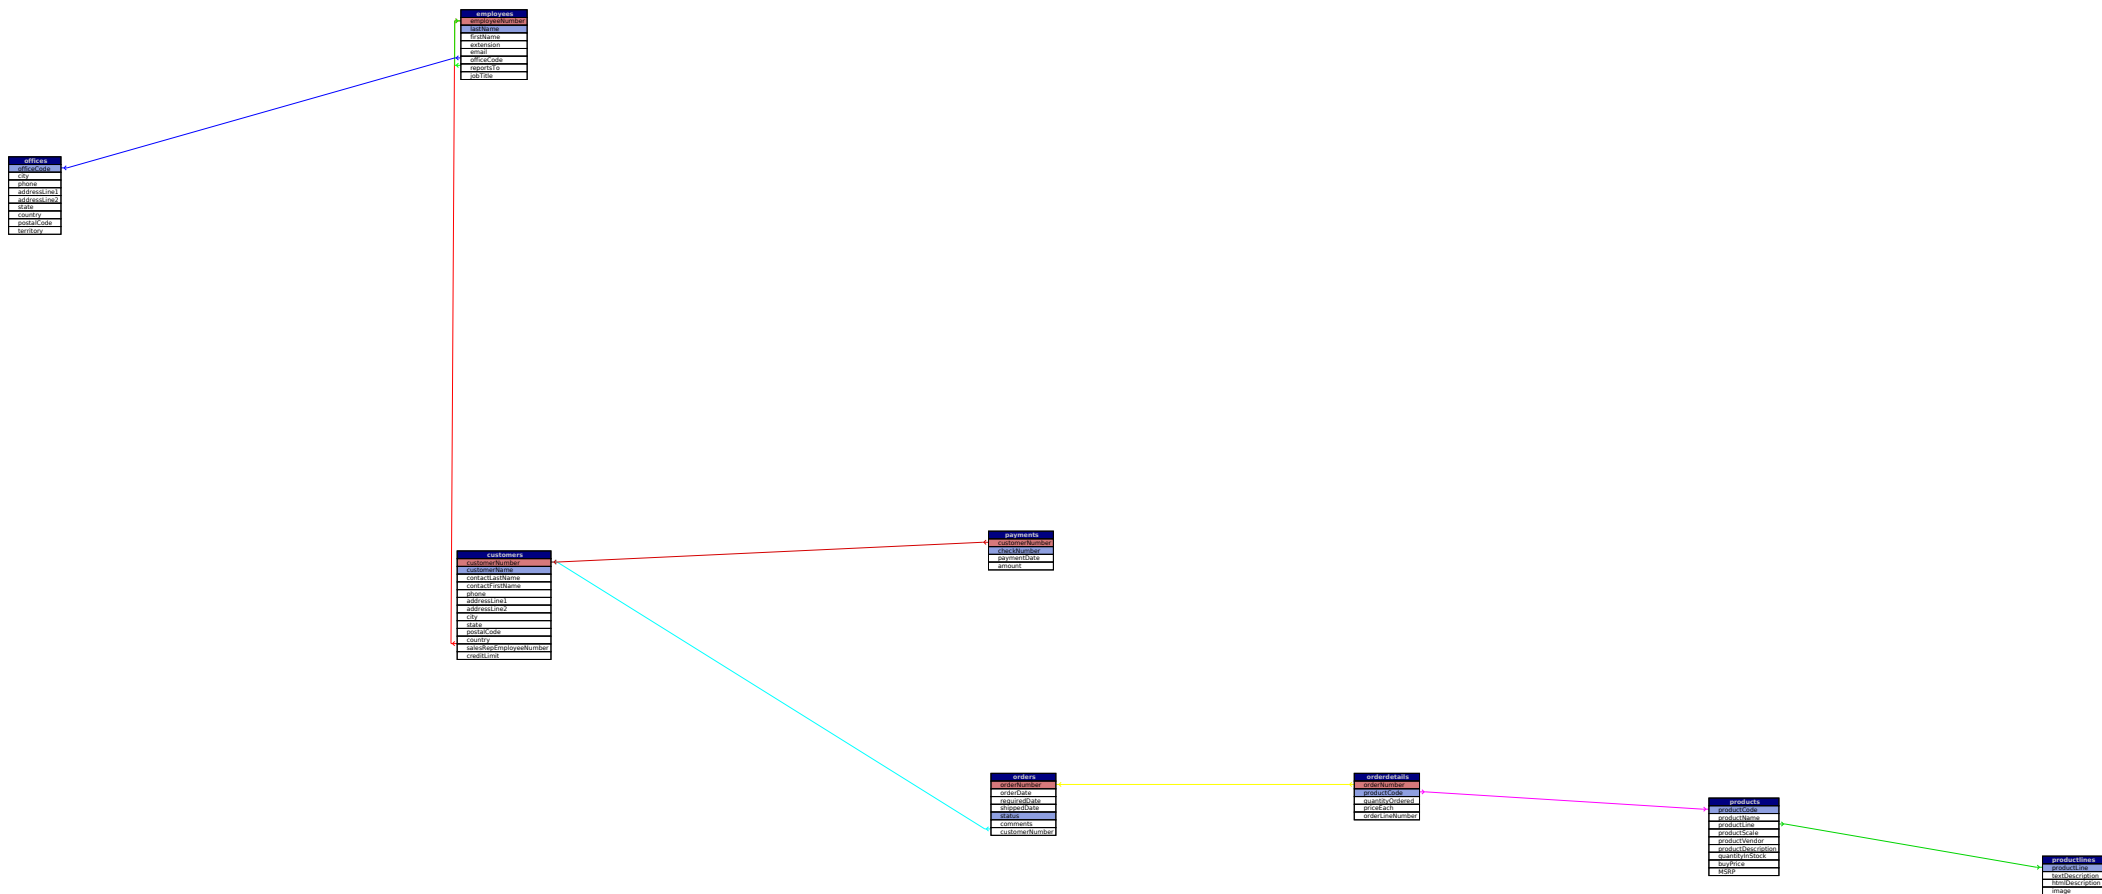 employees
employeeNumber
lastName
firstName
extension
email
officeCode
reportsTo
jobTitle
offices
officeCode
city
phone
addressLine1
addressLine2
state
country
postalCode
territory
customers
customerNumber
customerName
contactLastName
contactFirstName
phone
addressLine1
addressLine2
city
state
postalCode
country
salesRepEmployeeNumber
creditLimit
payments
customerNumber
checkNumber
paymentDate
amount
orders
orderNumber
orderDate
requiredDate
shippedDate
status
comments
customerNumber
orderdetails
orderNumber
productCode
quantityOrdered
priceEach
orderLineNumber
products
productCode
productName
productLine
productScale
productVendor
productDescription
quantityInStock
buyPrice
MSRP
productlines
productLine
textDescription
htmlDescription
image